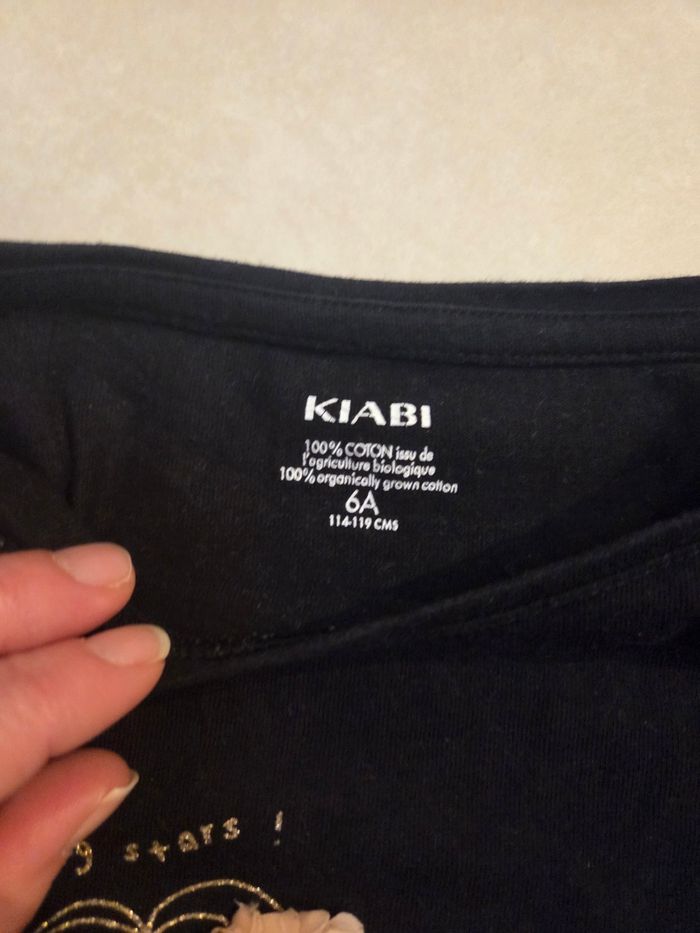 KIABI
100% COTON issu de
l'agriculture biologique
100% organically grown cotton
6A
114-119 CMS
stars !